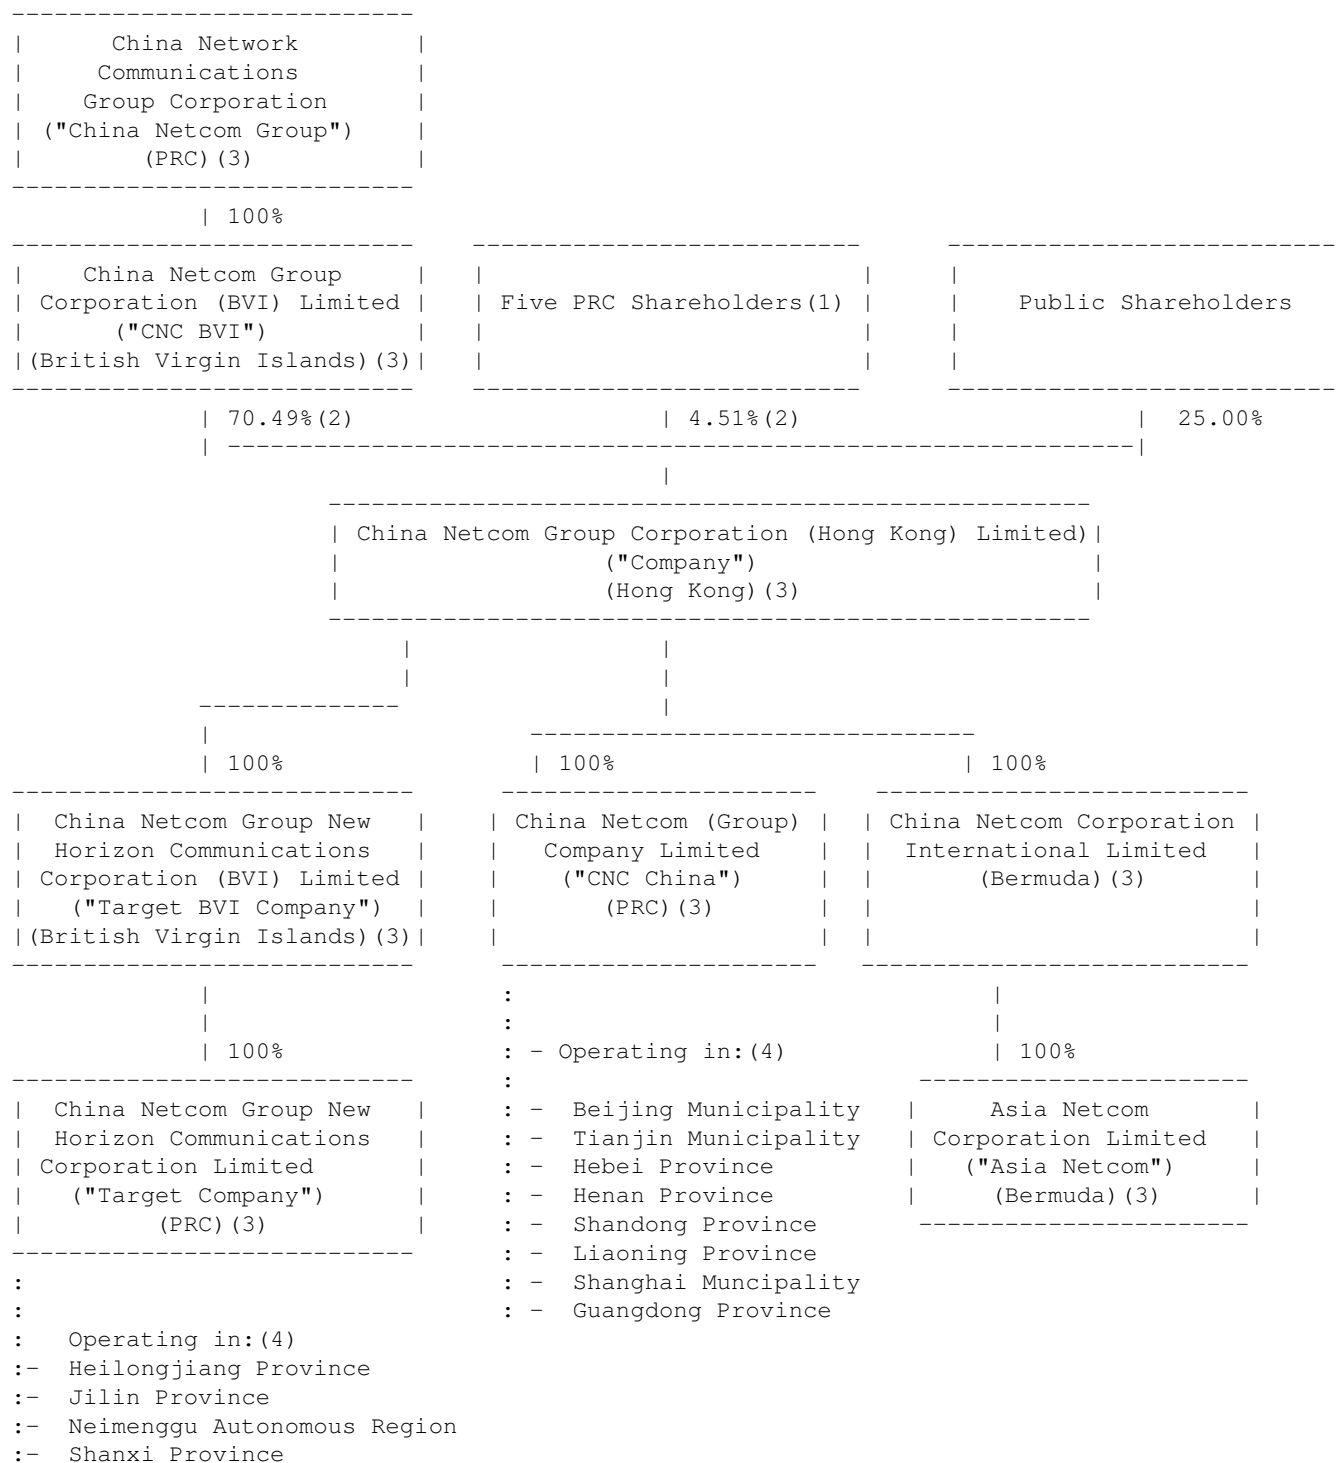 China Network
Communications
Group Corporation
("China Netcom Group")
(PRC)(3)
100%
China Netcom Group
Corporation (BVI) Limited
("CNC BVI")
(British Virgin Islands)(3)
Five PRC Shareholders(1)
Public Shareholders
70.49%(2)
4.51%(2)
25.00%
China Netcom Group Corporation (Hong Kong) Limited)
("Company")
(Hong Kong)(3)
100%
100%
100%
China Netcom Group New
Horizon Communications
Corporation (BVI) Limited
("Target BVI Company")
(British Virgin Islands)(3)
China Netcom (Group)
Company Limited
("CNC China")
(PRC)(3)
China Netcom Corporation
International Limited
(Bermuda)(3)
100%
China Netcom Group New
Horizon Communications
Corporation Limited
("Target Company")
(PRC)(3)
: Operating in:(4)
:- Heilongjiang Province
:- Jilin Province
:- Neimenggu Autonomous Region
:- Shanxi Province
: - Operating in:(4)
: - Beijing Municipality
: - Tianjin Municipality
: - Hebei Province
: - Henan Province
: - Shandong Province
: - Liaoning Province
: - Shanghai Muncipality
: - Guangdong Province
100%
Asia Netcom
Corporation Limited
("Asia Netcom")
(Bermuda)(3)